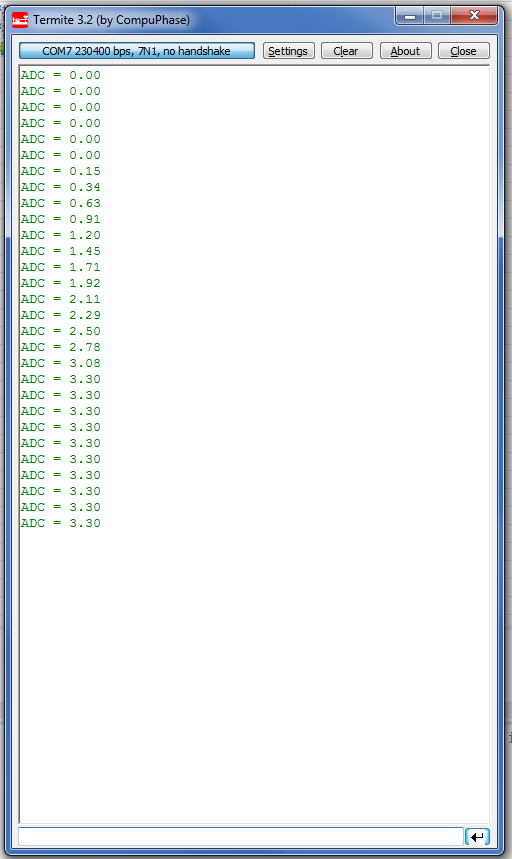 Termite 3.2 (by CompuPhase)
COM7 230400 bps, 7N1, no handshake Settings Clear About Close
ADC = 0.00
ADC = 0.00
ADC = 0.00
ADC = 0.00
ADC = 0.00
ADC = 0.00
ADC = 0.15
ADC = 0.34
ADC = 0.63
ADC = 0.91
ADC = 1.20
ADC = 1.45
ADC = 1.71
ADC = 1.92
ADC = 2.11
ADC = 2.29
ADC = 2.50
ADC = 2.78
ADC = 3.08
ADC = 3.30
ADC = 3.30
ADC = 3.30
ADC = 3.30
ADC = 3.30
ADC = 3.30
ADC = 3.30
ADC = 3.30
ADC = 3.30
ADC = 3.30